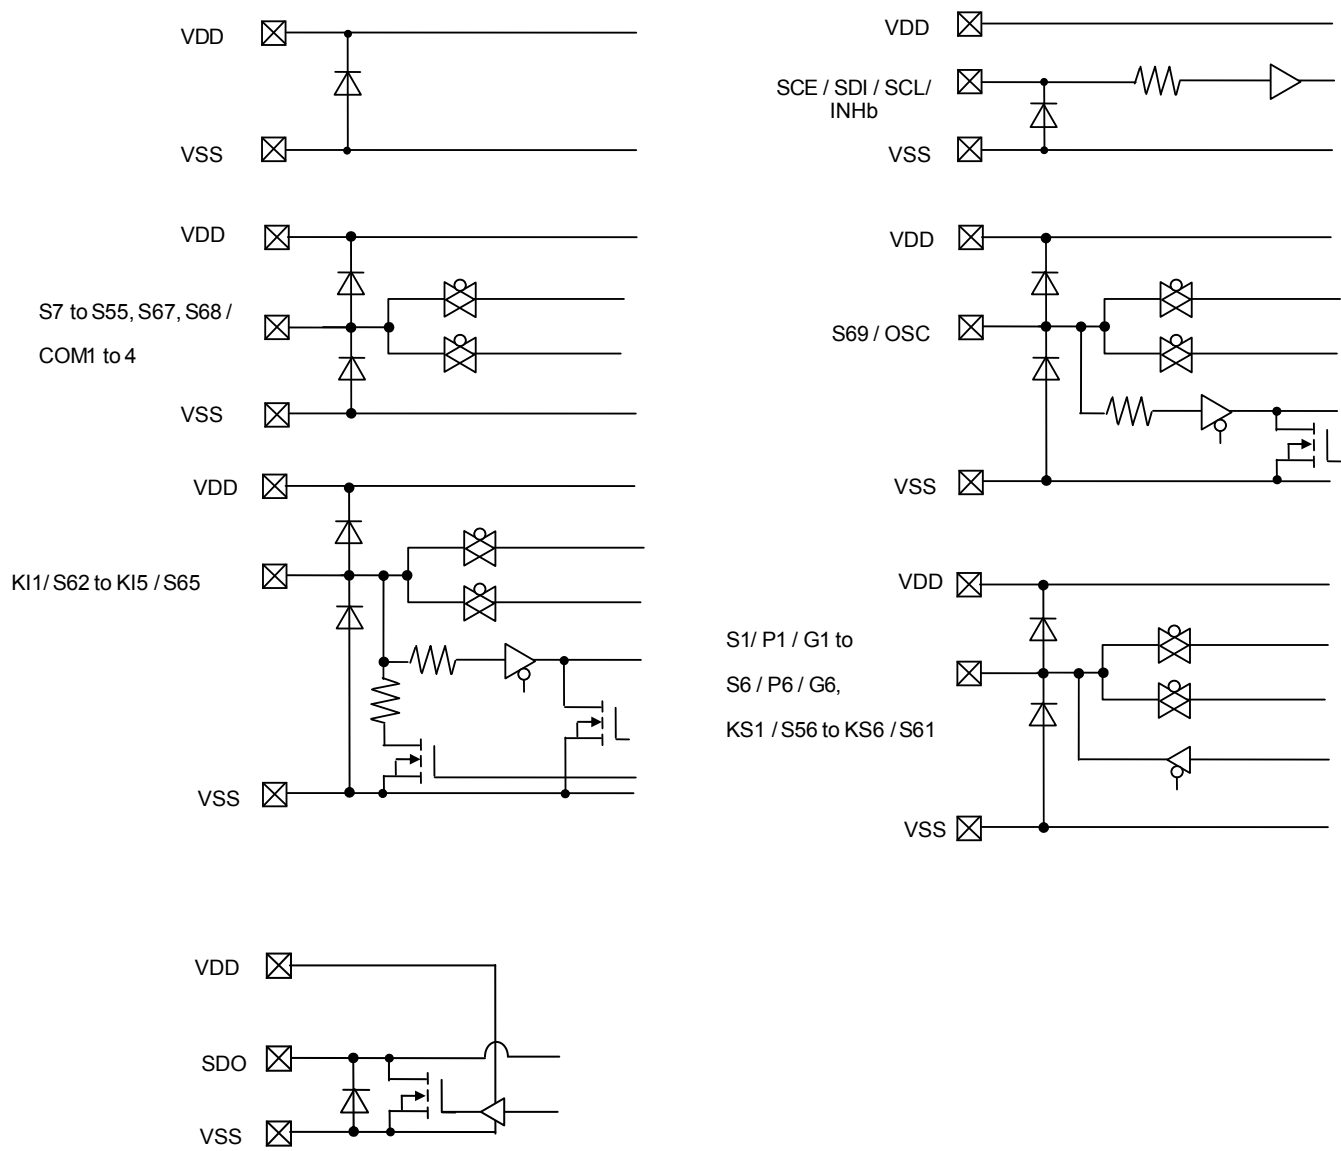 VDD
VSS
VDD
S7 to S55, S67, S68 /
COM1 to 4
VSS
VDD
KI1/ S62 to KI5 / S65
VSS
VDD
SDO
VSS
VDD
SCE / SDI / SCL/
INHb
VSS
VDD
S69 / OSC
VSS
VDD
S1/ P1 / G1 to
S6 / P6 / G6,
KS1 / S56 to KS6 / S61
VSS